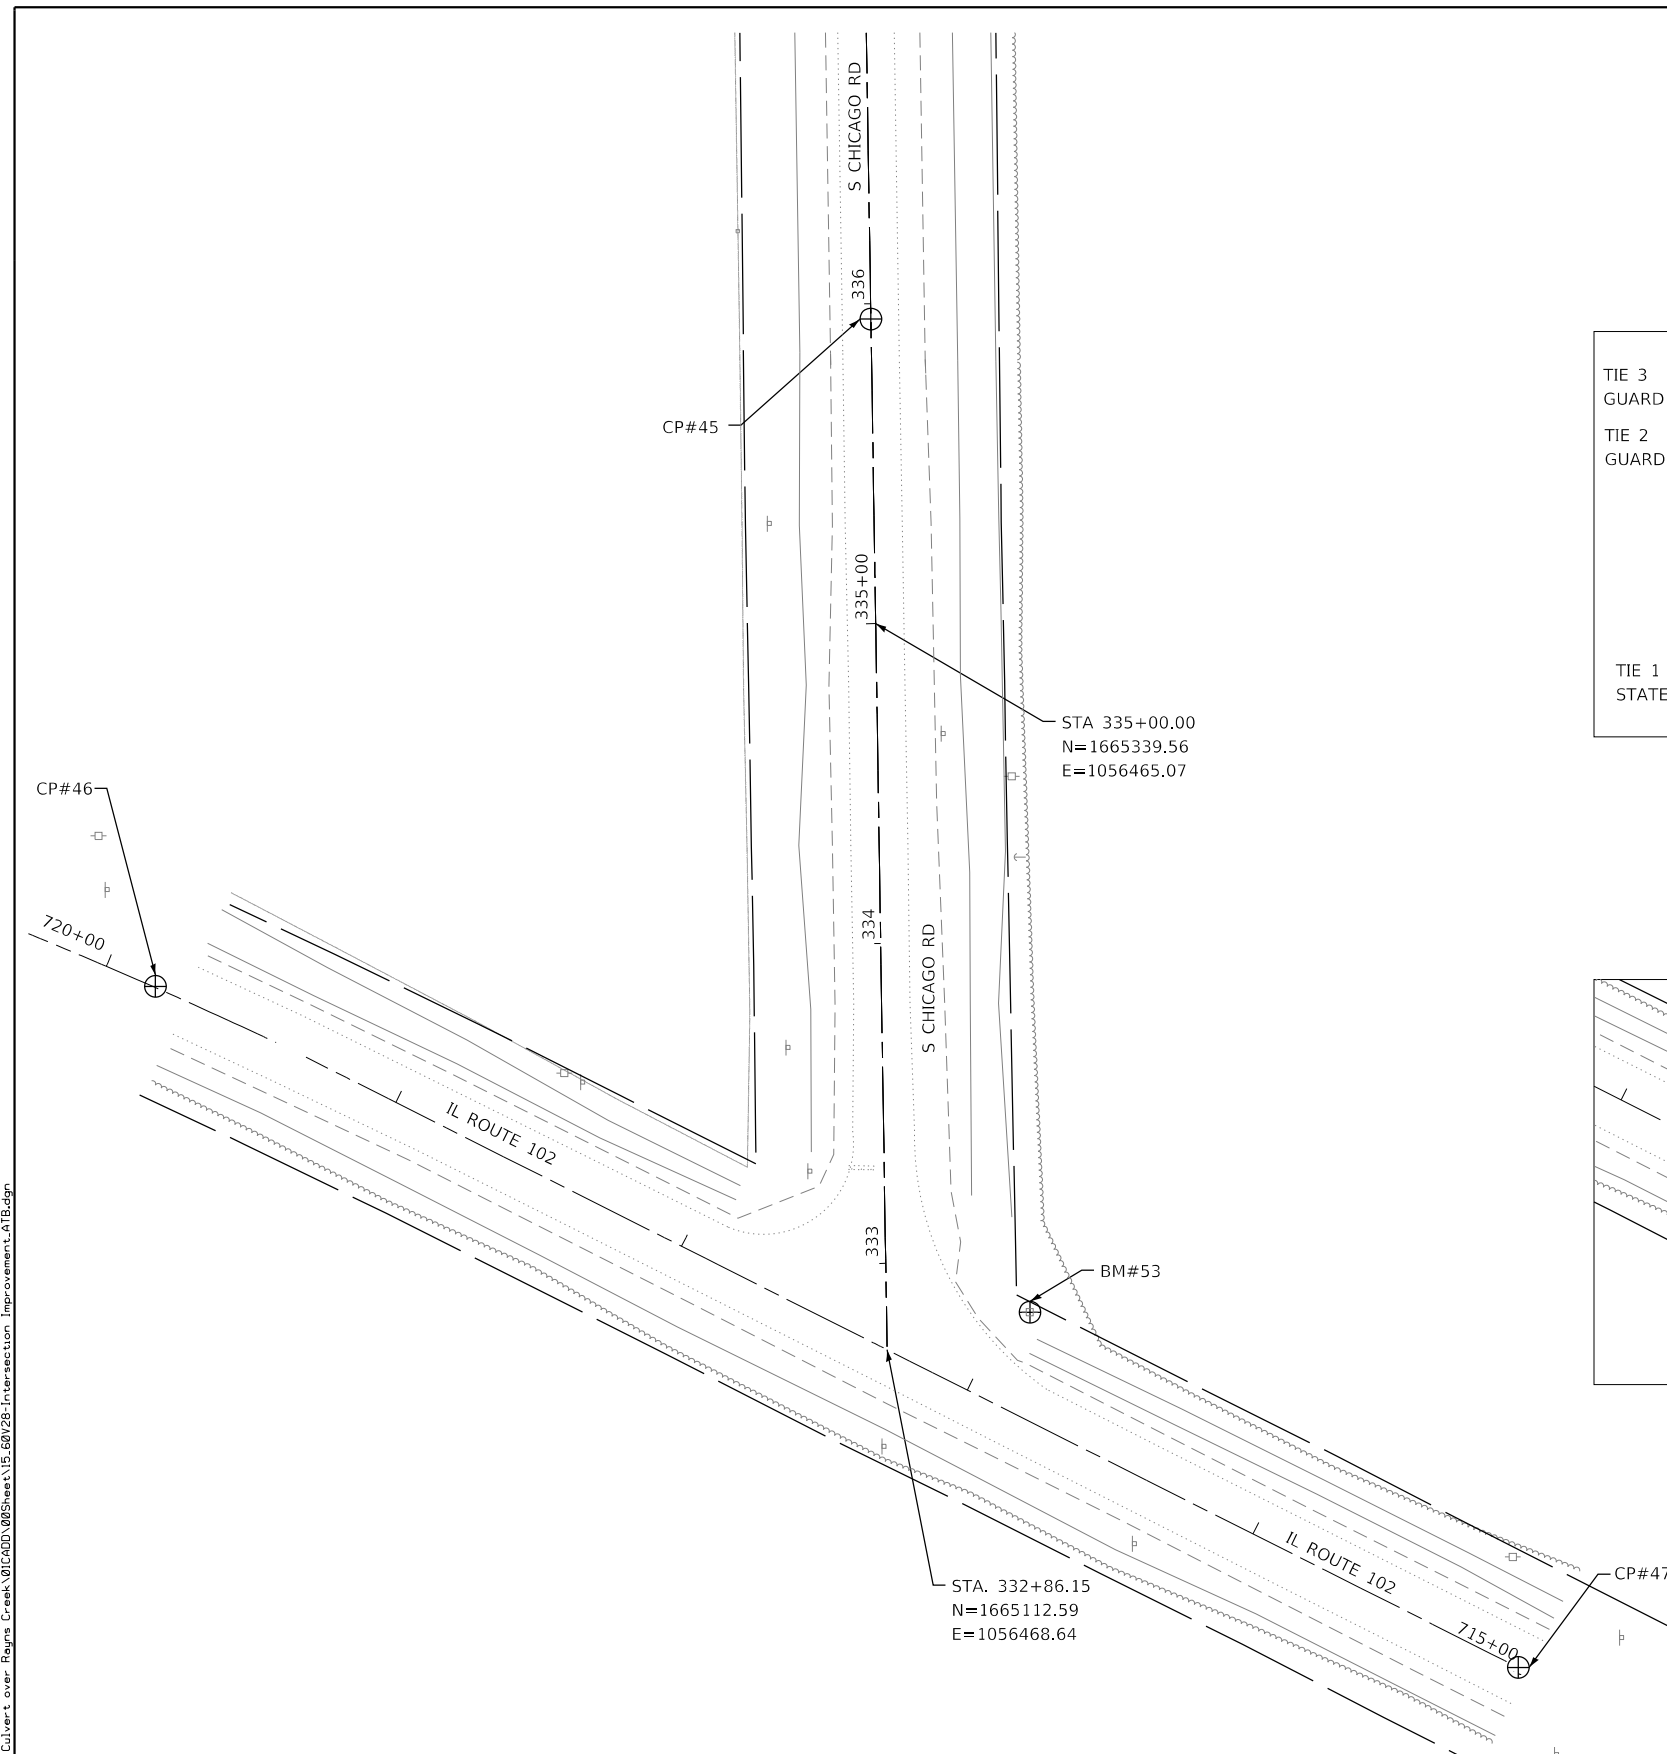 S CHICAGO RD
336
CP#45
TIE 3
GUARD
TIE 2
GUARD
335+00
STA 335+00.00
N=1665339.56
E=1056465.07
TIE 1
STATE
CP#46
720+00
334
S CHICAGO RD
IL ROUTE 102
333
BM#53
STA. 332+86.15
N=1665112.59
E=1056468.64
IL ROUTE 102
CP#47
715+00
Culvert over Rayns Creek\01CADD\00Sheet\15_60V28-Intersection Improvement_ATB.dgn